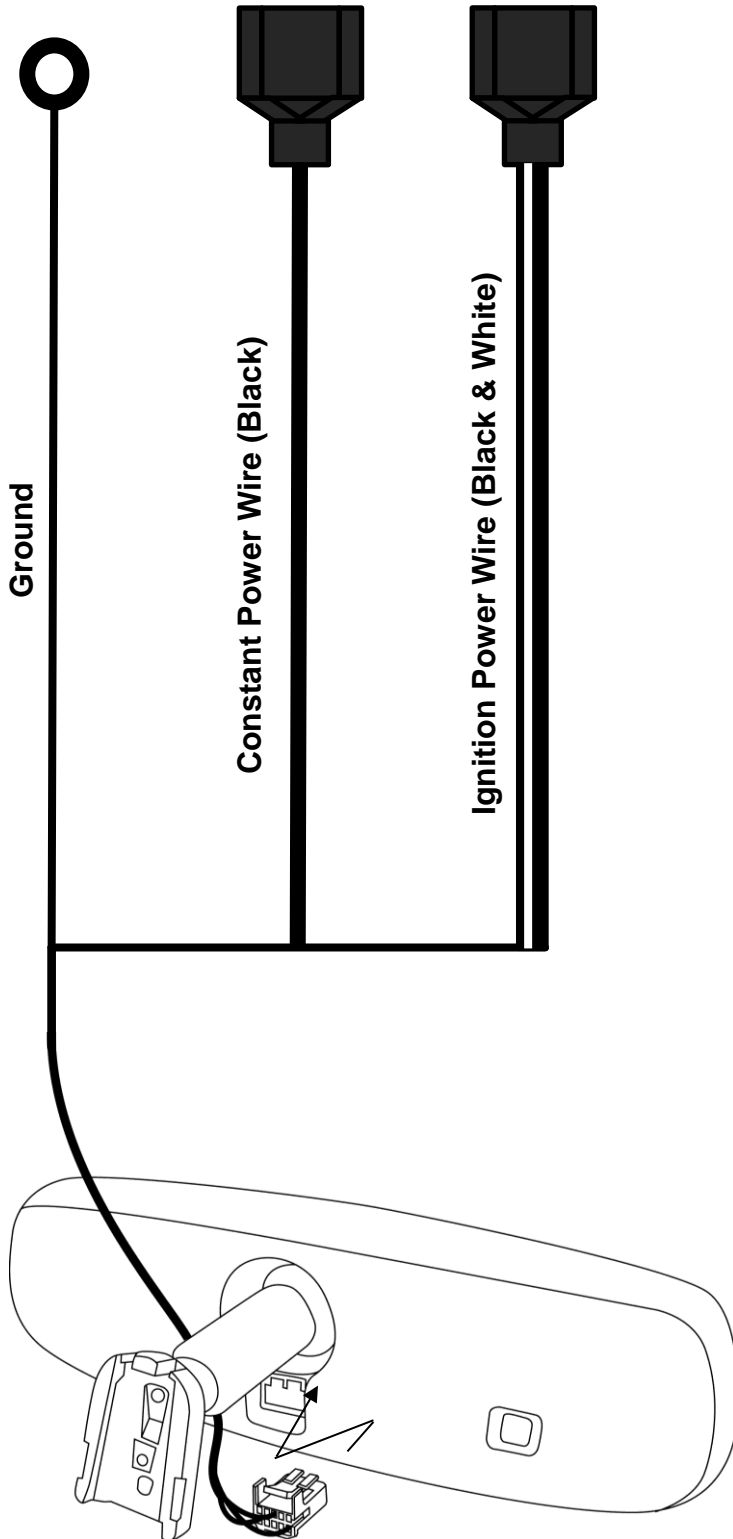 Ground
Constant Power Wire (Black)
Ignition Power Wire (Black & White)